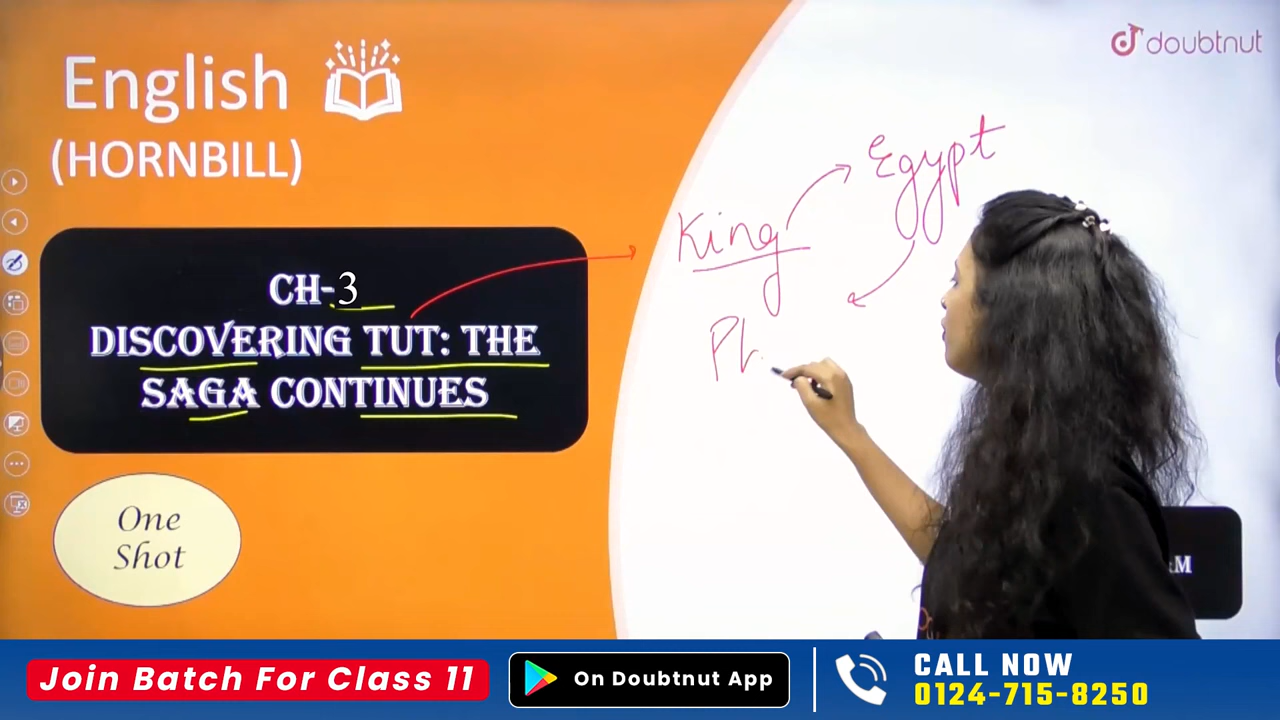 English
(HORNBILL)
doubtnut
CH-3
DISCOVERING TUT: THE
SAGA CONTINUES
One
Shot
King
Egypt
Ph
Join Batch For Class 11
On Doubtnut App
CALL NOW
0124-715-8250